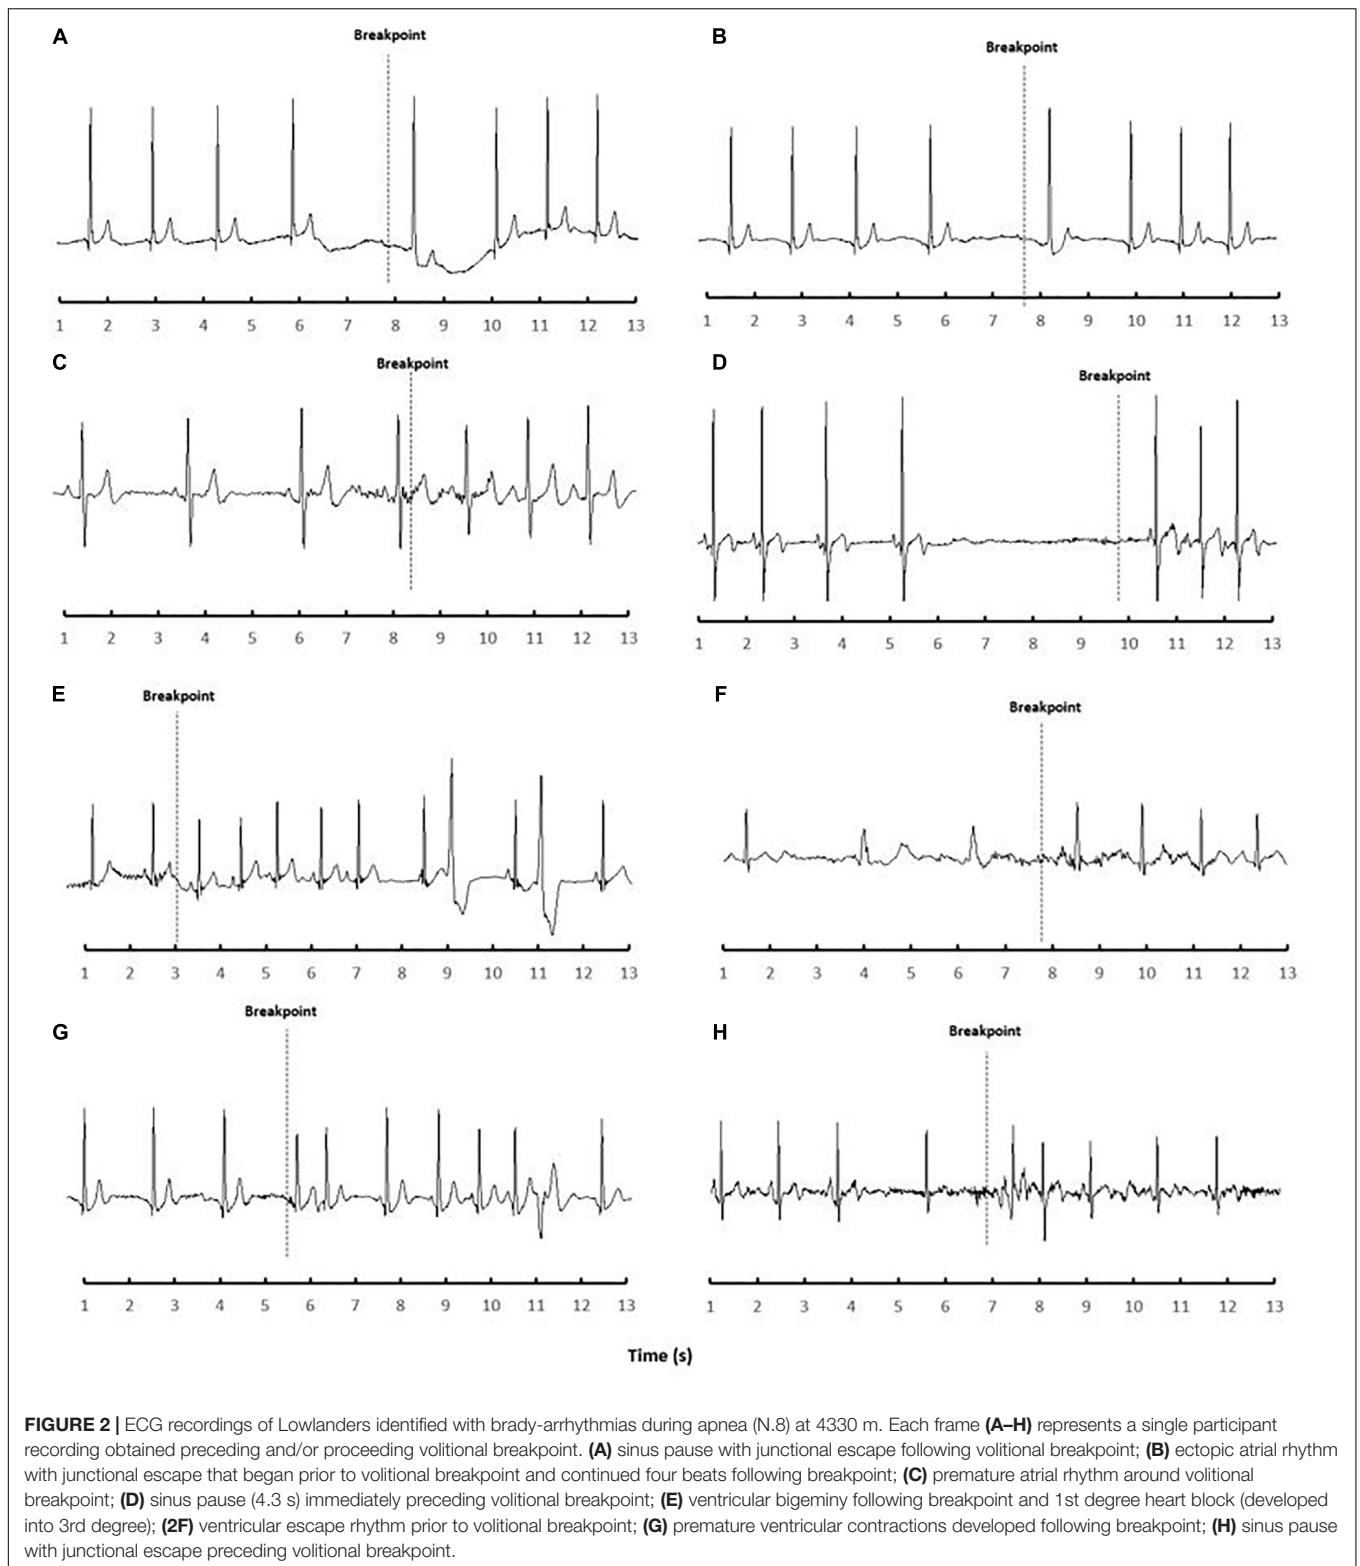 A
Breakpoint
1 2 3 4 5 6 7 8 9 10 11 12 13
B
Breakpoint
1 2 3 4 5 6 7 8 9 10 11 12 13
C
Breakpoint
1 2 3 4 5 6 7 8 9 10 11 12 13
D
Breakpoint
1 2 3 4 5 6 7 8 9 10 11 12 13
E
Breakpoint
1 2 3 4 5 6 7 8 9 10 11 12 13
F
Breakpoint
1 2 3 4 5 6 7 8 9 10 11 12 13
G
Breakpoint
1 2 3 4 5 6 7 8 9 10 11 12 13
H
Breakpoint
1 2 3 4 5 6 7 8 9 10 11 12 13
Time (s)
FIGURE 2 | ECG recordings of Lowlanders identified with brady-arrhythmias during apnea (N.8) at 4330 m. Each frame (A–H) represents a single participant
recording obtained preceding and/or proceeding volitional breakpoint. (A) sinus pause with junctional escape following volitional breakpoint; (B) ectopic atrial rhythm
with junctional escape that began prior to volitional breakpoint and continued four beats following breakpoint; (C) premature atrial rhythm around volitional
breakpoint; (D) sinus pause (4.3 s) immediately preceding volitional breakpoint; (E) ventricular bigeminy following breakpoint and 1st degree heart block (developed
into 3rd degree); (2F) ventricular escape rhythm prior to volitional breakpoint; (G) premature ventricular contractions developed following breakpoint; (H) sinus pause
with junctional escape preceding volitional breakpoint.